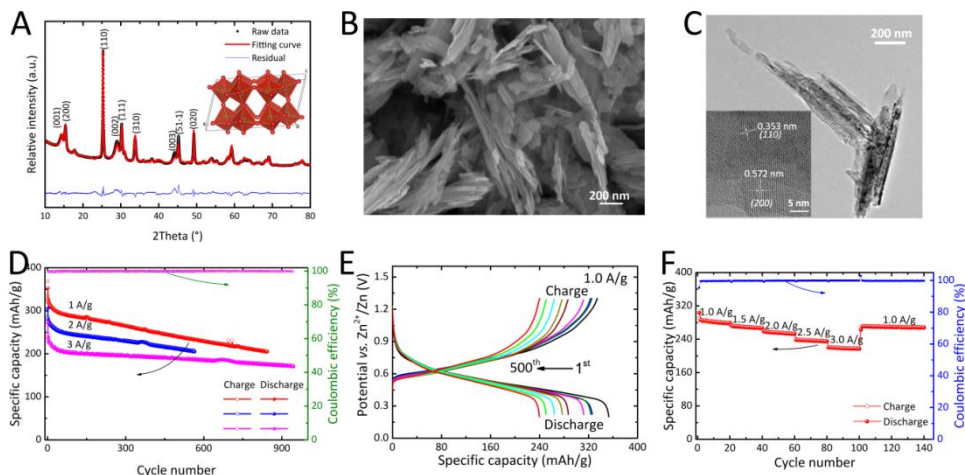 A
Raw data
Fitting curve
Residual
(110)
(001)
(200)
(002)
(111)
(310)
(003)
(51-1)
(020)
Relative intensity (a.u.)
10 20 30 40 50 60 70 80
2Theta (°)
B
200 nm
C
200 nm
0.353 nm
(110)
0.572 nm
(200)
5 nm
D
400
300
200
100
0
Specific capacity (mAh/g)
1 A/g
2 A/g
3 A/g
Charge Discharge
100
80
60
40
20
0
Coulombic efficiency (%)
0 300 600 900
Cycle number
E
1.0 A/g
Charge
500th 1st
Discharge
1.5
1.2
0.9
0.6
0.3
0.0
Potential vs. Zn2+/Zn (V)
0 80 160 240 320 400
Specific capacity (mAh/g)
F
400
320
240
160
80
0
Specific capacity (mAh/g)
1.0 A/g
1.5 A/g
2.0 A/g
2.5 A/g
3.0 A/g
1.0 A/g
Charge
Discharge
100
80
60
40
20
0
Coulombic efficiency (%)
0 20 40 60 80 100 120 140
Cycle number